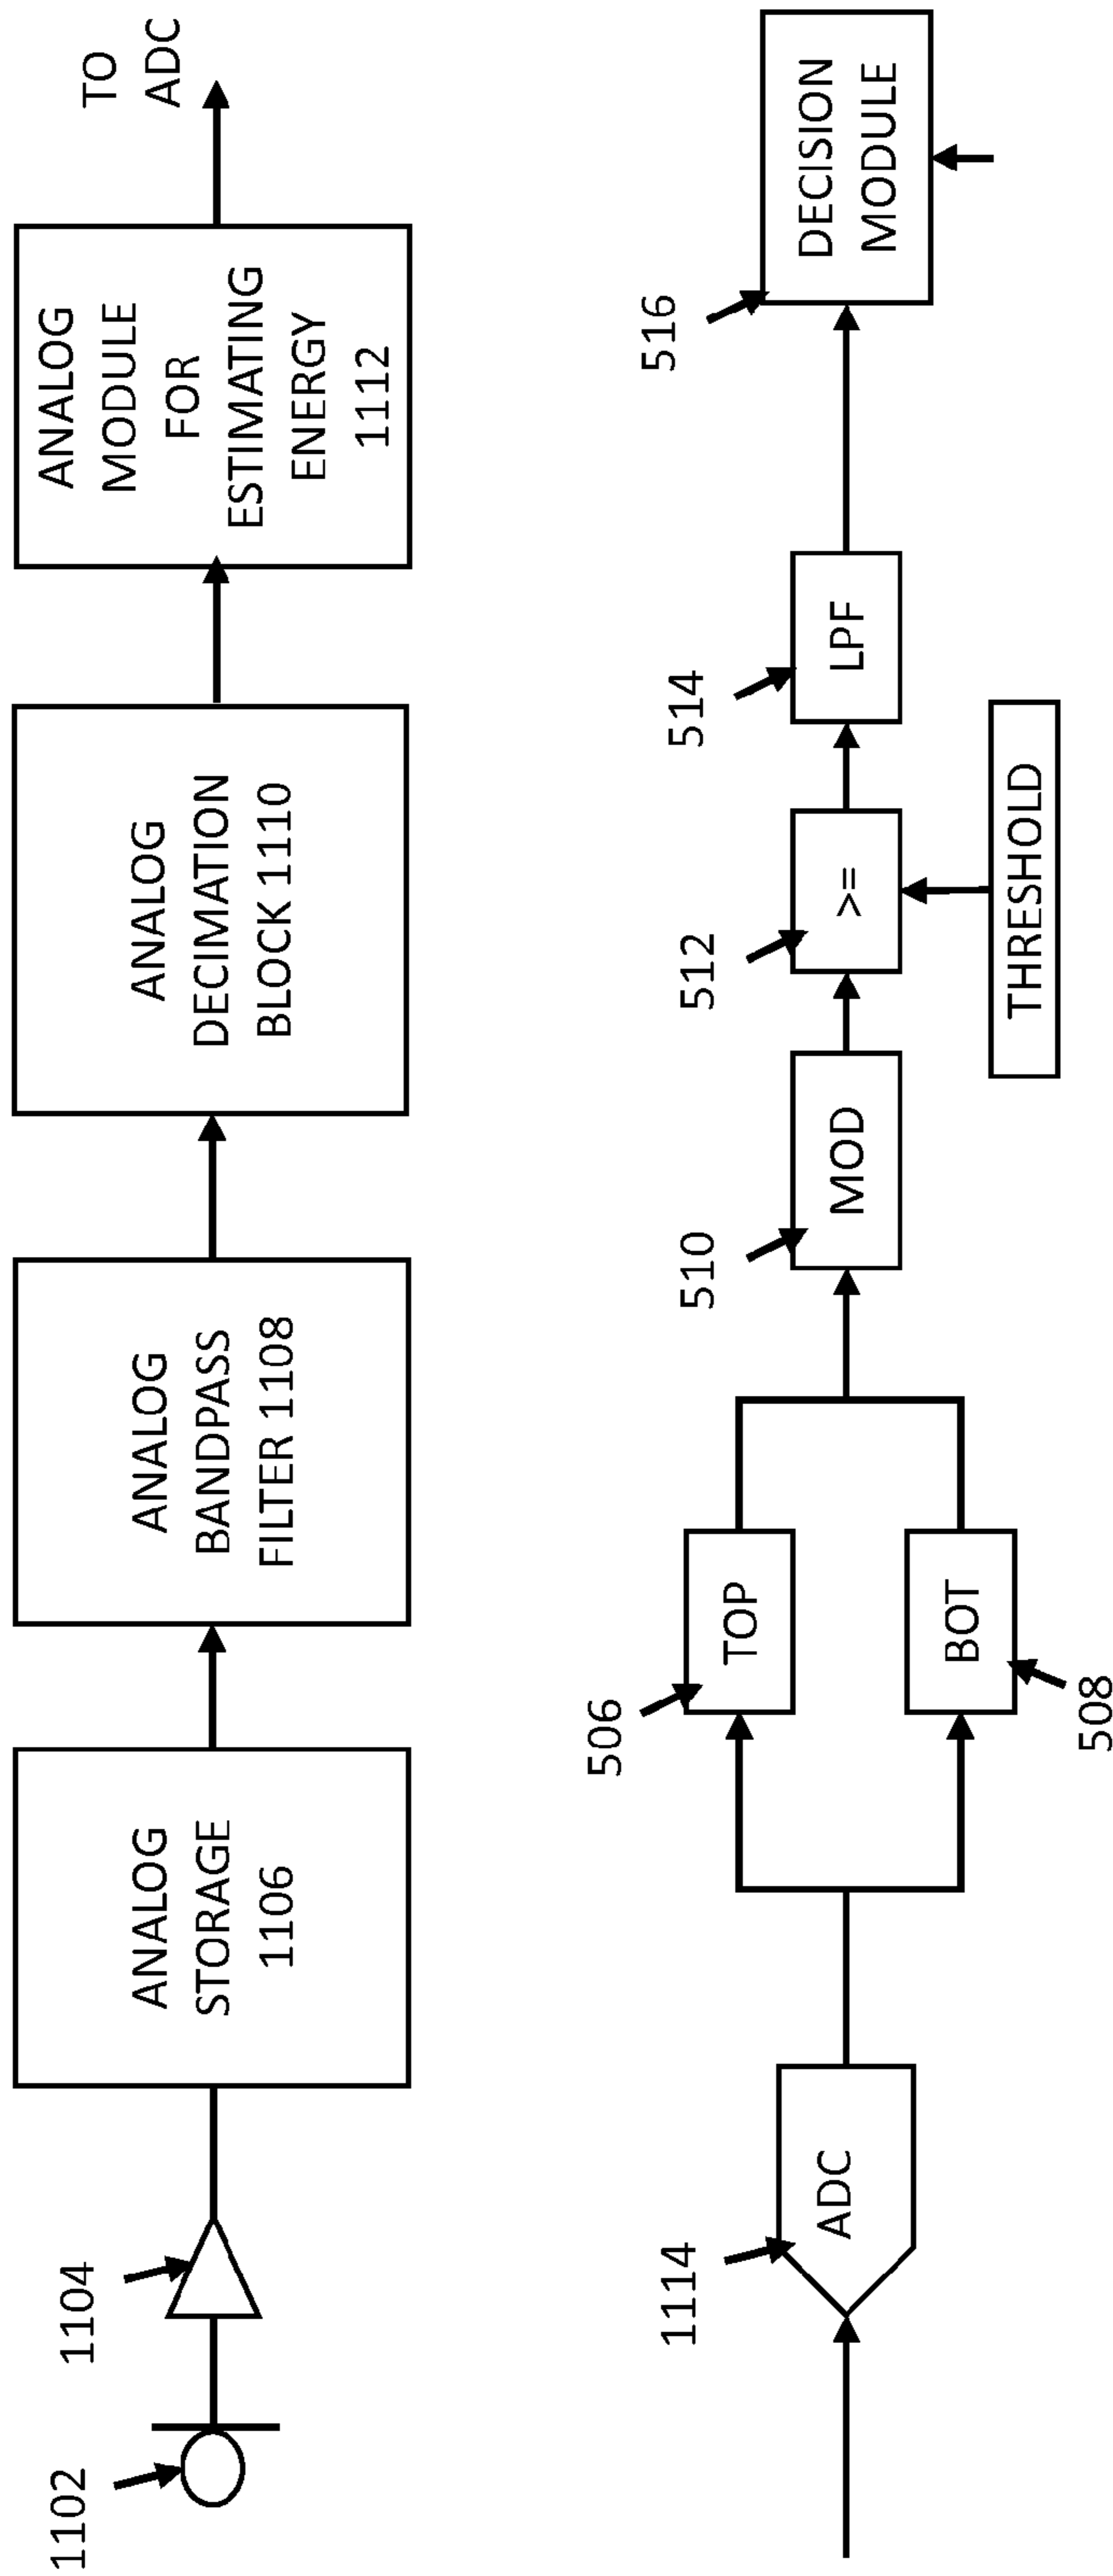 1102
1104
ANALOG
STORAGE
1106
ANALOG
BANDPASS
FILTER 1108
ANALOG
DECIMATION
BLOCK 1110
ANALOG
MODULE
FOR
ESTIMATING
ENERGY
1112
TO
ADC
1114
ADC
506
TOP
BOT
508
510
MOD
512
>=
THRESHOLD
514
LPF
516
DECISION
MODULE